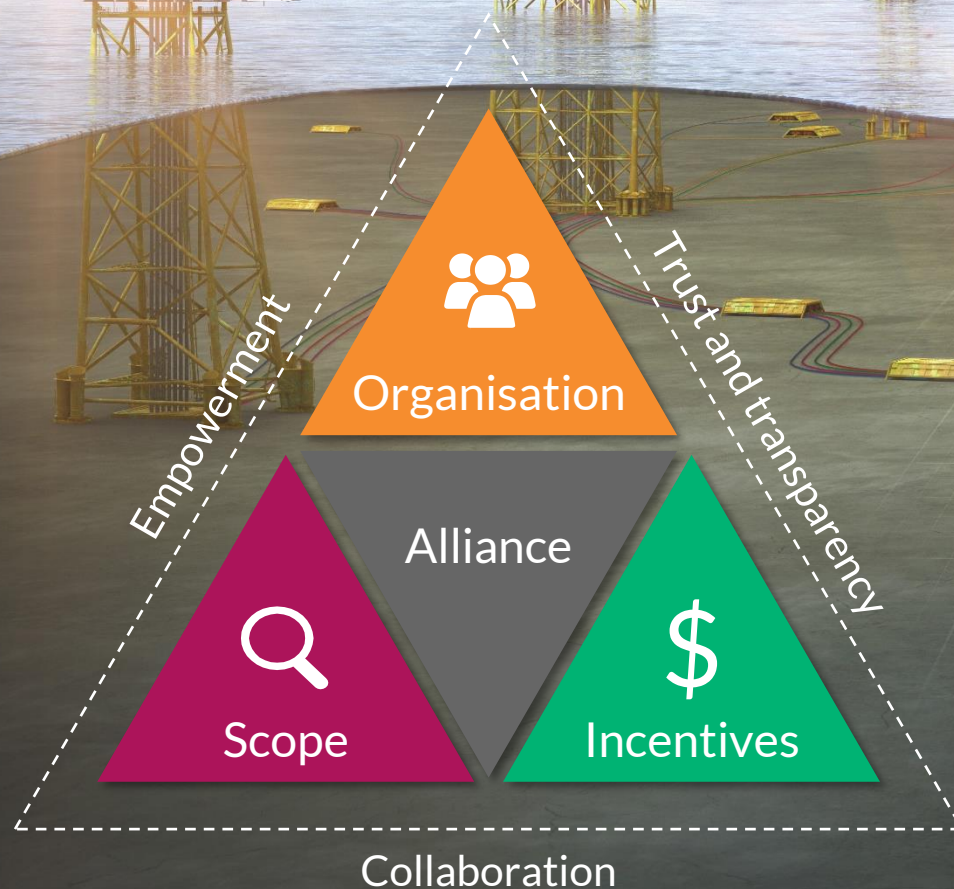 Empowerment
Trust and transparency
Organisation
Alliance
Scope
$
Incentives
Collaboration